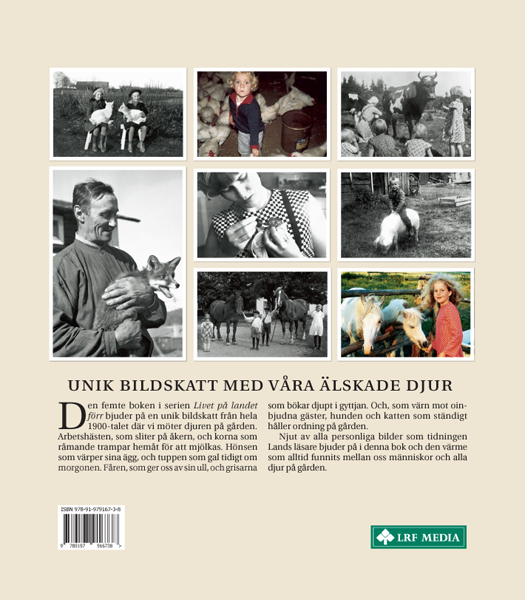 UNIK BILDSKATT MED VÅRA ÄLSKADE DJUR
Den femte boken i serien Livet på landet
förr bjuder på en unik bildskatt från hela
1900-talet där vi möter djuren på gården.
Arbetshästen, som sliter på åkern, och korna som
råmande trampar hemåt för att mjölkas. Hönsen
som värper sina ägg, och tuppen som gal tidigt om
morgonen. Fåren, som ger oss av sin ull, och grisarna
som bökar djupt i gyttjan. Och, som värn mot oin-
bjudna gäster, hunden och katten som ständigt
håller ordning på gården.
Njut av alla personliga bilder som tidningen
Lands läsare bjuder på i denna bok och den värme
som alltid funnits mellan oss människor och alla
djur på gården.
ISBN 978-91-979167-3-8
9 789197 916738 >
LRF MEDIA